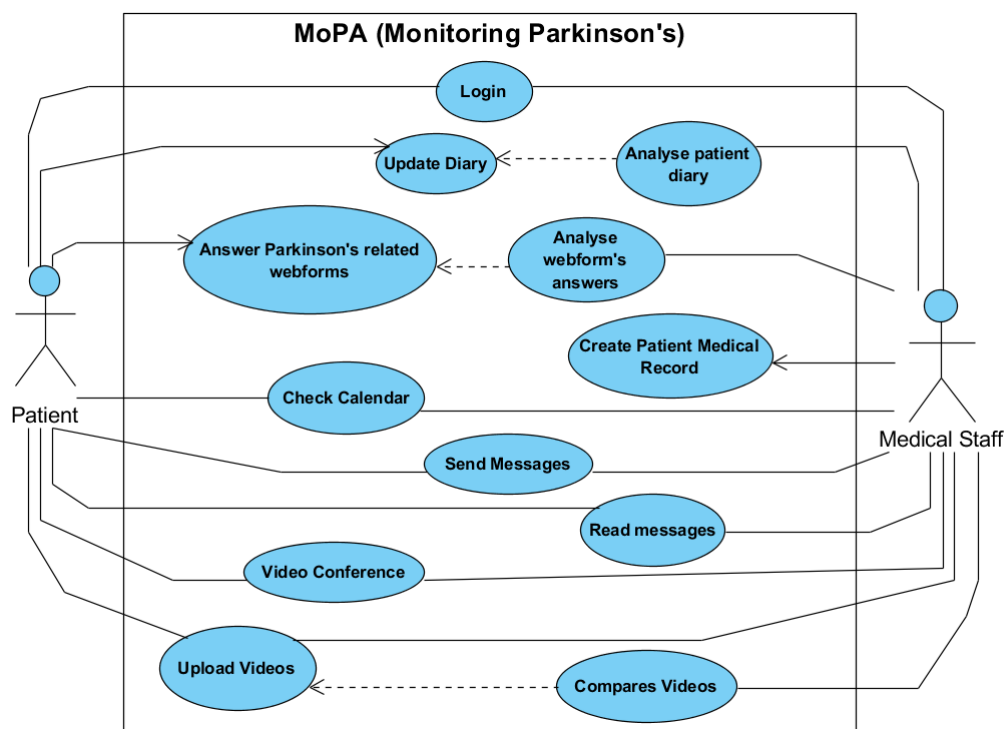 MoPA (Monitoring Parkinson's)
Login
Update Diary
Analyse patient
diary
Answer Parkinson's related
webforms
Analyse
webform's
answers
Create Patient Medical
Record
Check Calendar
Patient
Medical Staff
Send Messages
Read messages
Video Conference
Upload Videos
Compares Videos